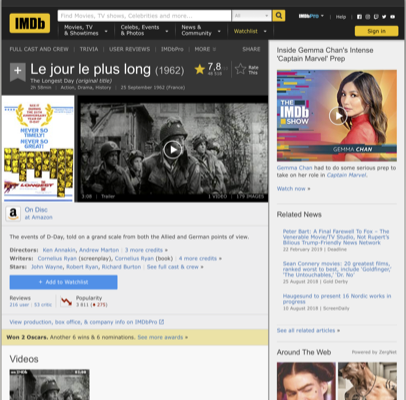 IMDb
Find Movies, TV shows, Celebrities and more...
All
IMDbPro
Help
Movies, TV
& Showtimes
Celebs, Events
& Photos
News &
Community
Watchlist
Sign in
FULL CAST AND CREW | TRIVIA | USER REVIEWS | IMDbPro | MORE
SHARE
Le jour le plus long (1962)
The Longest Day (original title)
2h 58min | Action, Drama, History | 25 September 1962 (France)
7,8
Rate
This
NEVER SO
TIMELY!
NEVER SO
GREAT!
LONGEST
3:08 | Trailer
1 VIDEO | 179 IMAGES
On Disc
at Amazon
The events of D-Day, told on a grand scale from both the Allied and German points of view.
Directors: Ken Annakin, Andrew Marton | 3 more credits »
Writers: Cornelius Ryan (screenplay), Cornelius Ryan (book) | 4 more credits »
Stars: John Wayne, Robert Ryan, Richard Burton | See full cast & crew »
+ Add to Watchlist
Reviews
216 user | 53 critic
Popularity
3 811 ( 275)
View production, box office, & company info on IMDbPro
Won 2 Oscars. Another 6 wins & 6 nominations. See more awards »
Videos
Inside Gemma Chan's Intense
'Captain Marvel' Prep
THE
IMDb
SHOW
GEMMA CHAN
Gemma Chan had to do some serious prep to
take on her role in Captain Marvel.
Watch now »
Related News
Peter Bart: A Final Farewell To Fox – The
Venerable Movie/TV Studio, Not Rupert's
Bilious Trump-Friendly News Network
22 February 2019 | Deadline
Sean Connery movies: 20 greatest films,
ranked worst to best, include 'Goldfinger,'
'The Untouchables,' 'Dr. No'
25 August 2018 | Gold Derby
Haugesund to present 16 Nordic works in
progress
10 August 2018 | ScreenDaily
See all related articles »
Around The Web
Powered by ZergNet